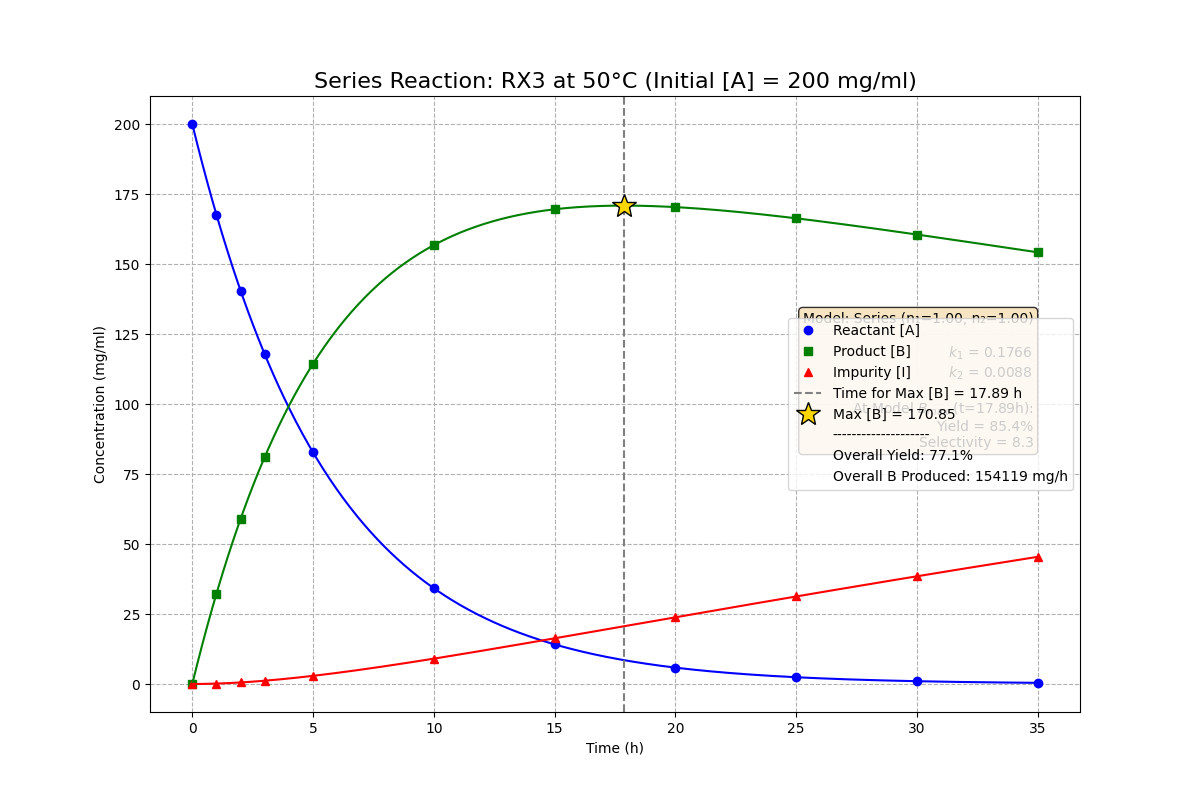 Series Reaction: RX3 at 50°C (Initial [A] = 200 mg/ml)
Concentration (mg/ml)
200
175
150
125
100
75
50
25
0
Model: Series (n₁=1.00, n₂=1.00)
k₁ = 0.1766
k₂ = 0.0088
At Model (t=17.89h):
Yield = 85.4%
Selectivity = 8.3
Reactant [A]
Product [B]
Impurity [I]
Time for Max [B] = 17.89 h
Max [B] = 170.85
--------------------
Overall Yield: 77.1%
Overall B Produced: 154119 mg/h
0 5 10 15 20 25 30 35
Time (h)